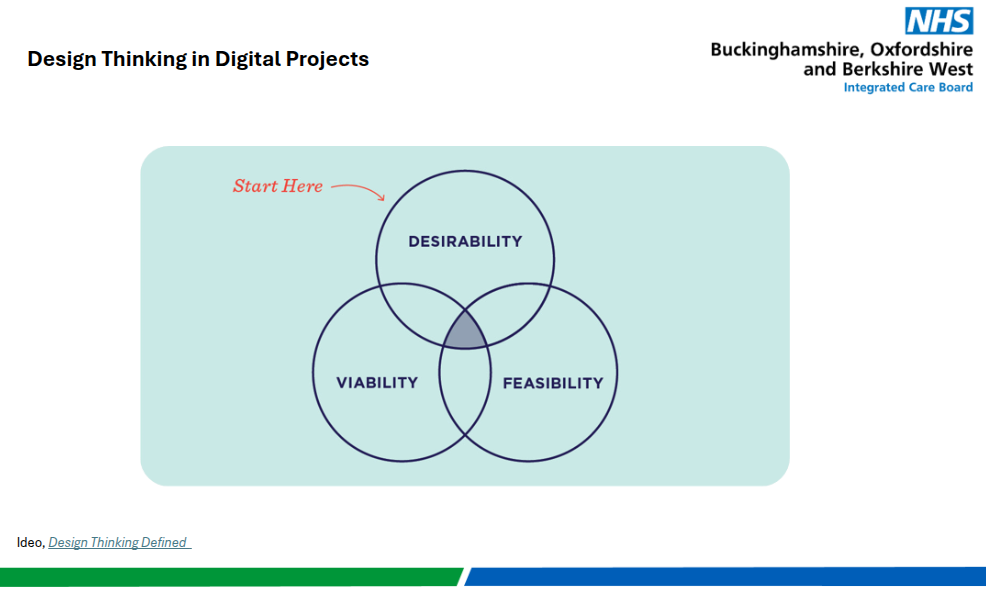 NHS
Design Thinking in Digital Projects
Buckinghamshire, Oxfordshire
and Berkshire West
Integrated Care Board
Start Here
DESIRABILITY
VIABILITY
FEASIBILITY
Ideo, Design Thinking Defined